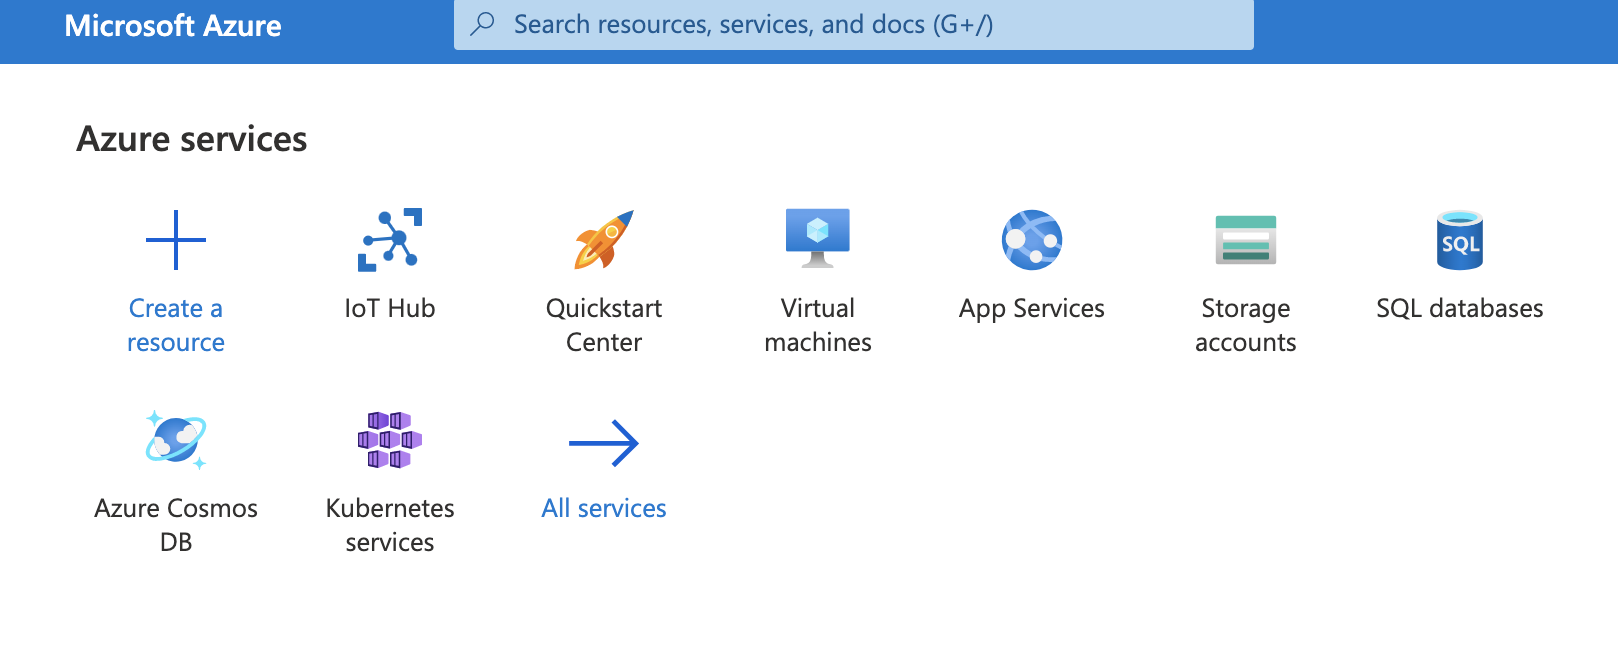 Microsoft Azure
Search resources, services, and docs (G+/)
Azure services
Create a
resource
IoT Hub
Quickstart
Center
Virtual
machines
App Services
Storage
accounts
SQL
SQL databases
Azure Cosmos
DB
Kubernetes
services
All services